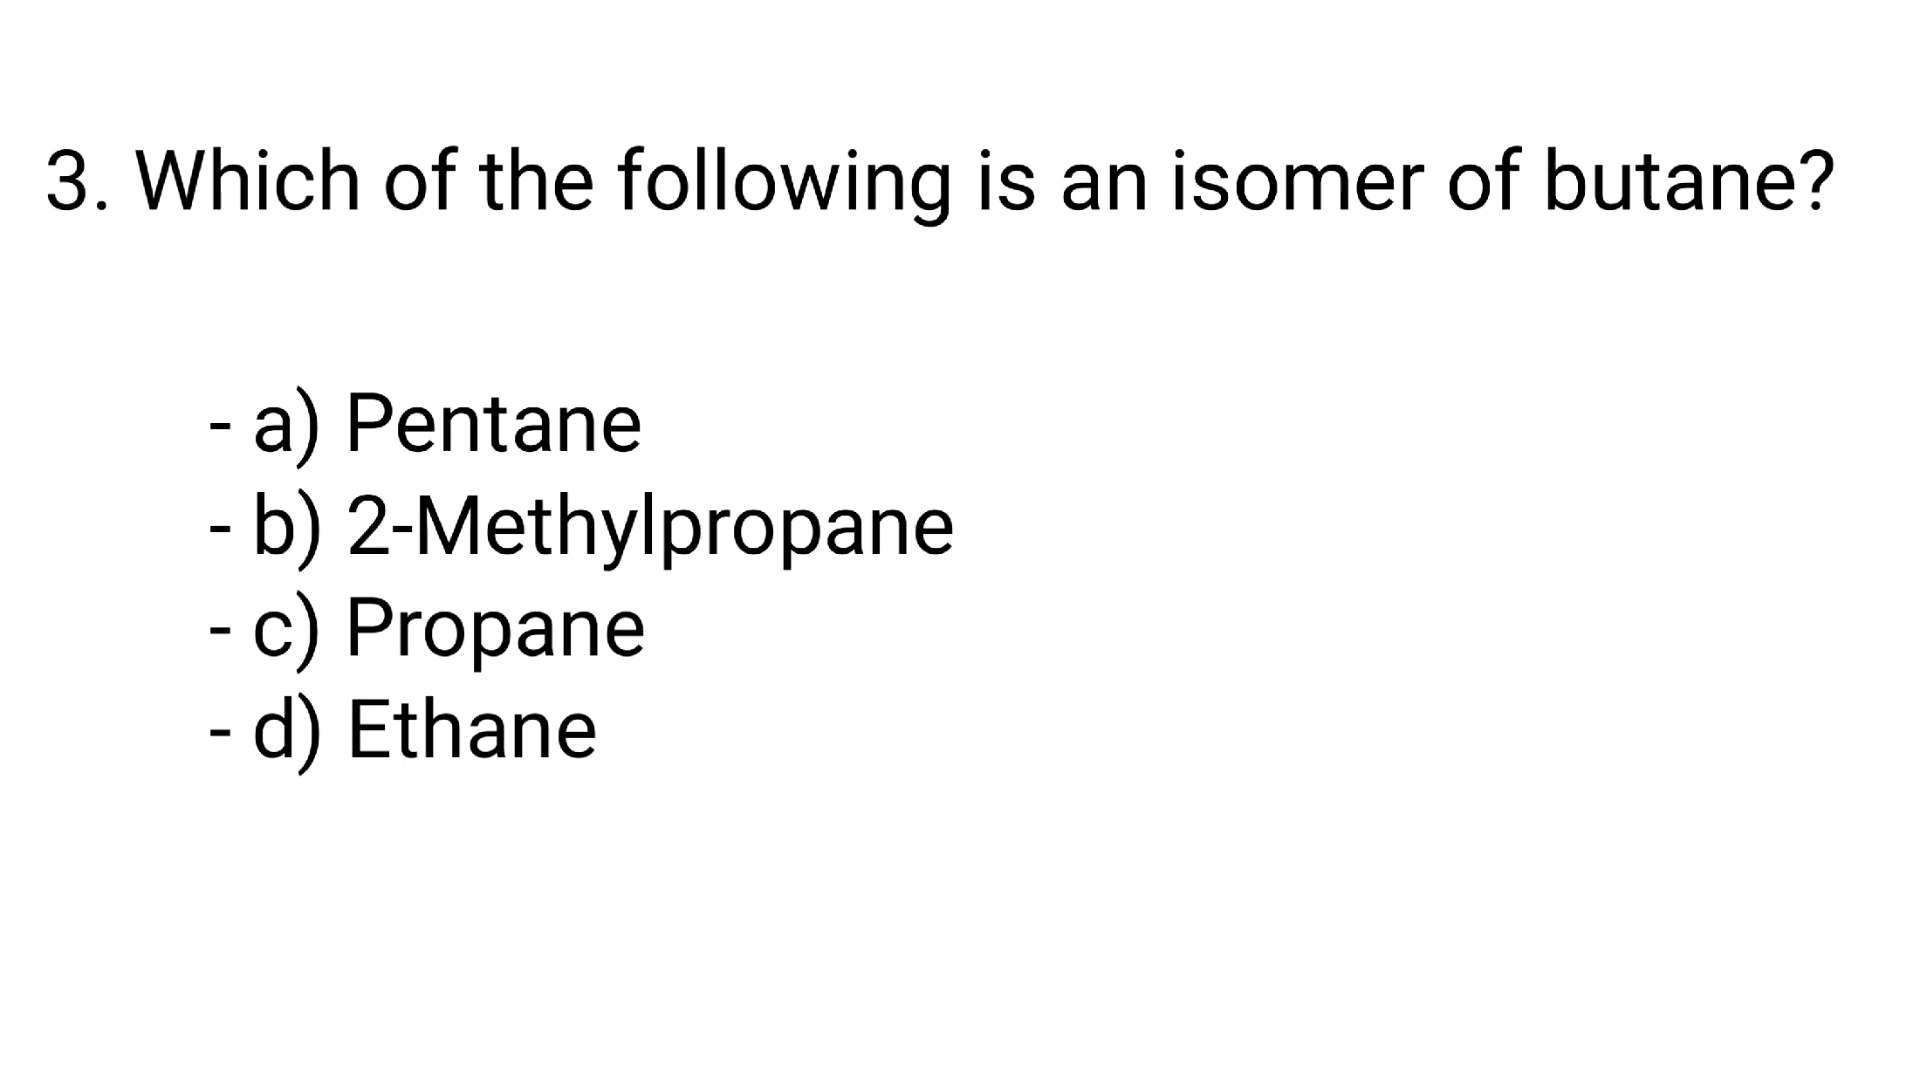 3. Which of the following is an isomer of butane?
- a) Pentane
- b) 2-Methylpropane
- c) Propane
- d) Ethane